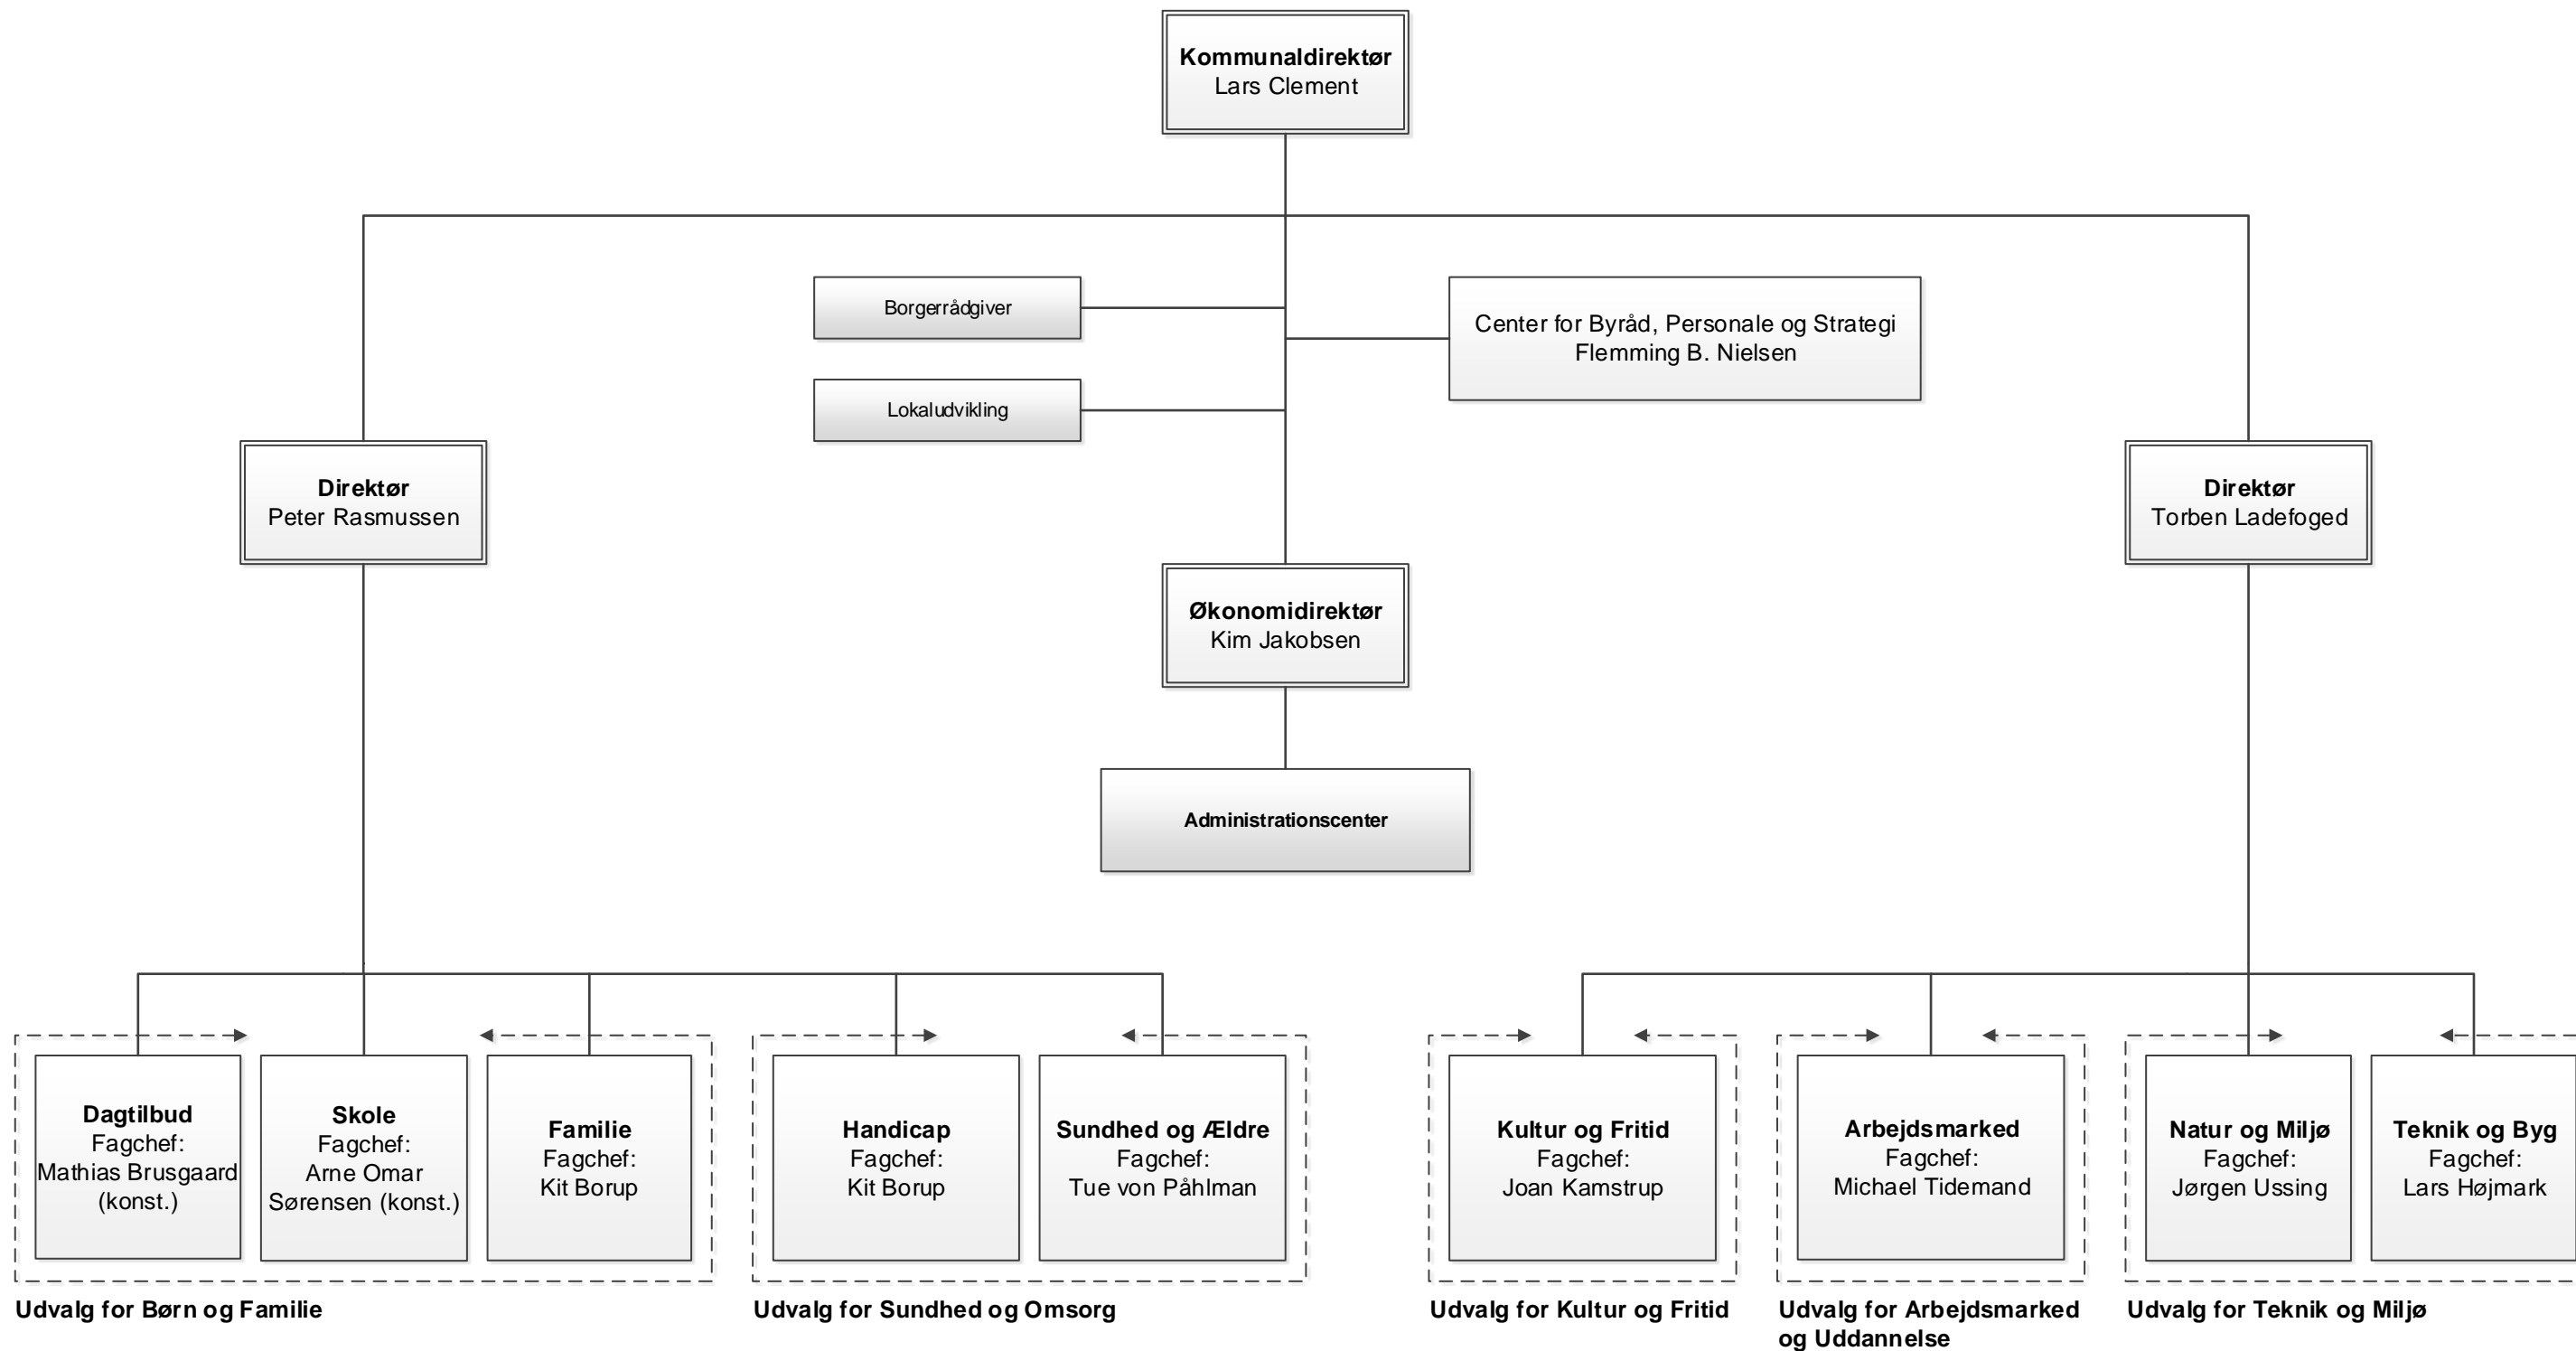 Kommunaldirektør
Lars Clement
Borgerrådgiver
Center for Byråd, Personale og Strategi
Flemming B. Nielsen
Lokaludvikling
Direktør
Peter Rasmussen
Direktør
Torben Ladefoged
Økonomidirektør
Kim Jakobsen
Administrationscenter
Dagtilbud
Fagchef:
Mathias Brusgaard
(konst.)
Skole
Fagchef:
Arne Omar
Sørensen (konst.)
Familie
Fagchef:
Kit Borup
Handicap
Fagchef:
Kit Borup
Sundhed og Ældre
Fagchef:
Tue von Påhlman
Kultur og Fritid
Fagchef:
Joan Kamstrup
Arbejdsmarked
Fagchef:
Michael Tidemand
Natur og Miljø
Fagchef:
Jørgen Ussing
Teknik og Byg
Fagchef:
Lars Højmark
Udvalg for Børn og Familie
Udvalg for Sundhed og Omsorg
Udvalg for Kultur og Fritid
Udvalg for Arbejdsmarked
og Uddannelse
Udvalg for Teknik og Miljø